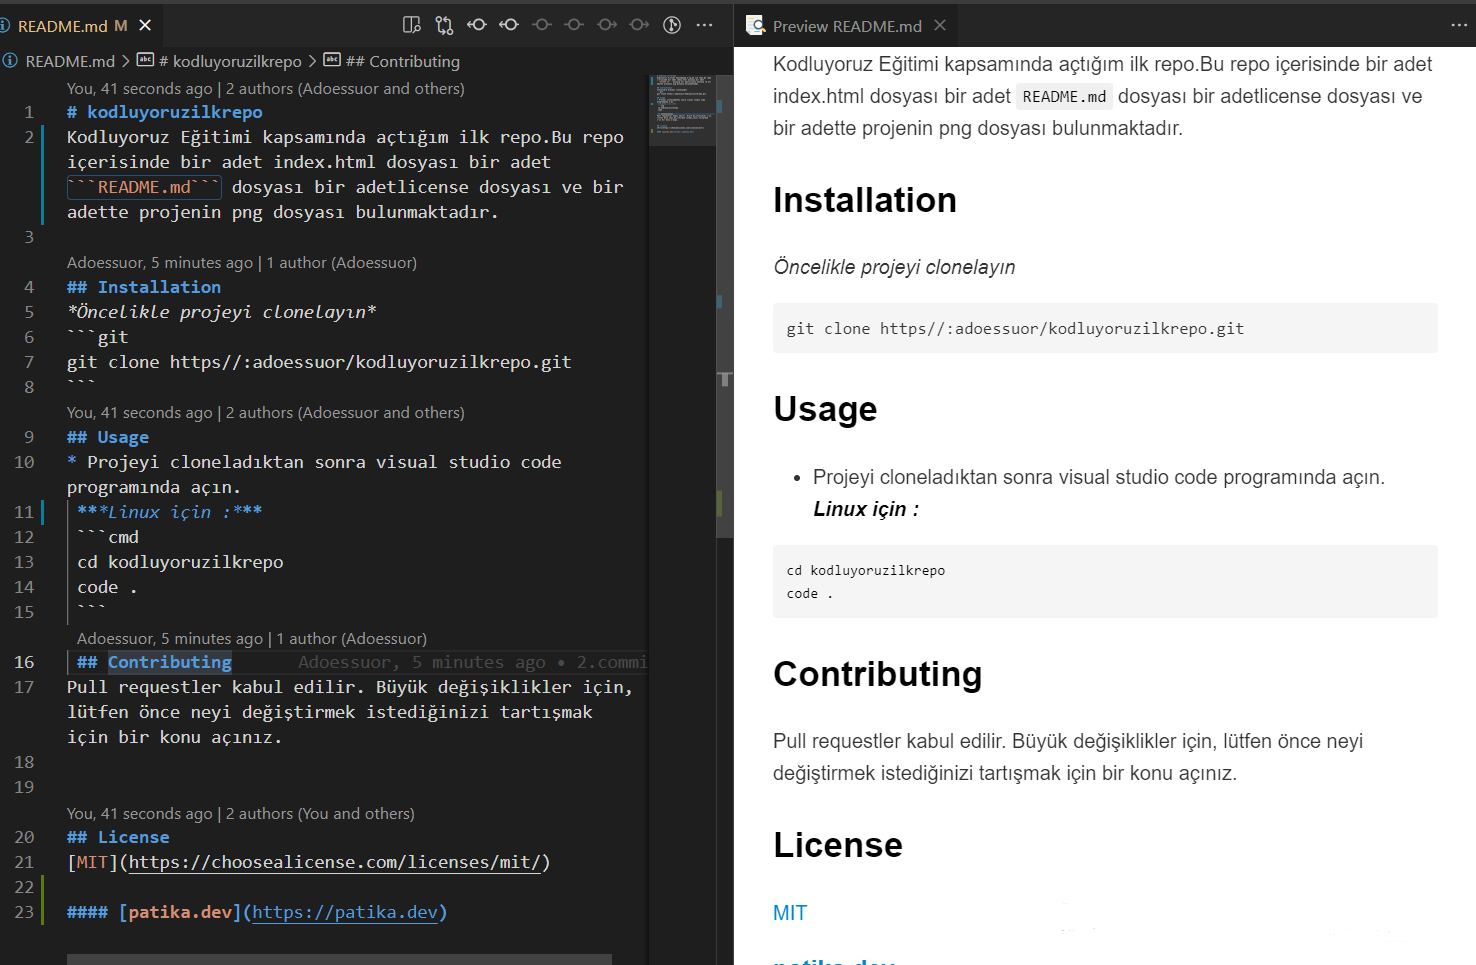 README.md M
README.md > # kodluyoruzilkrepo > ## Contributing
You, 41 seconds ago | 2 authors (Adoessuor and others)
1 # kodluyoruzilkrepo
2 Kodluyoruz Eğitimi kapsamında açtığım ilk repo.Bu repo
içerisinde bir adet index.html dosyası bir adet
```README.md``` dosyası bir adetlicense dosyası ve bir
adette projenin png dosyası bulunmaktadır.
3
Adoessuor, 5 minutes ago | 1 author (Adoessuor)
4 ## Installation
5 *Öncelikle projeyi clonelayın*
6 ```git
7 git clone https//:adoessuor/kodluyoruzilkrepo.git
8 ```
You, 41 seconds ago | 2 authors (Adoessuor and others)
9 ## Usage
10 * Projeyi cloneladıktan sonra visual studio code
programında açın.
11 ***Linux için :***
12 ```cmd
13 cd kodluyoruzilkrepo
14 code .
15 ```
Adoessuor, 5 minutes ago | 1 author (Adoessuor)
16 ## Contributing Adoessuor, 5 minutes ago • 2.commi
17 Pull requestler kabul edilir. Büyük değişiklikler için,
lütfen önce neyi değiştirmek istediğinizi tartışmak
için bir konu açınız.
18
19
You, 41 seconds ago | 2 authors (You and others)
20 ## License
21 [MIT](https://choosealicense.com/licenses/mit/)
22
23 #### [patika.dev](https://patika.dev)
Preview README.md
Kodluyoruz Eğitimi kapsamında açtığım ilk repo.Bu repo içerisinde bir adet
index.html dosyası bir adet README.md dosyası bir adetlicense dosyası ve
bir adette projenin png dosyası bulunmaktadır.
Installation
Öncelikle projeyi clonelayın
git clone https//:adoessuor/kodluyoruzilkrepo.git
Usage
• Projeyi cloneladıktan sonra visual studio code programında açın.
Linux için :
cd kodluyoruzilkrepo
code .
Contributing
Pull requestler kabul edilir. Büyük değişiklikler için, lütfen önce neyi
değiştirmek istediğinizi tartışmak için bir konu açınız.
License
MIT
patika.dev